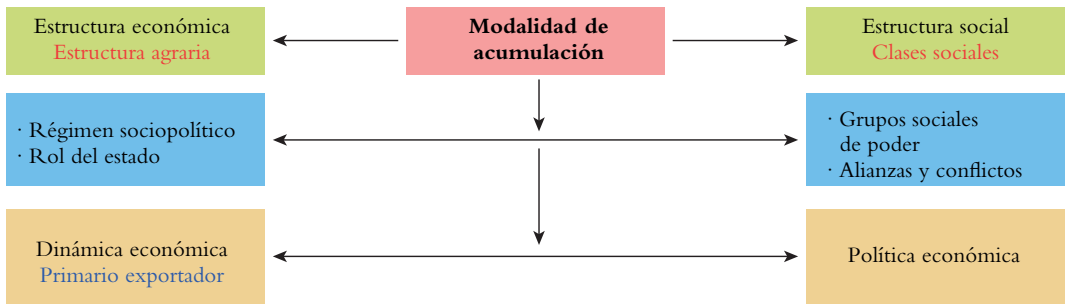 Estructura económica
Estructura agraria
Modalidad de
acumulación
Estructura social
Clases sociales
· Régimen sociopolítico
· Rol del estado
· Grupos sociales
de poder
· Alianzas y conflictos
Dinámica económica
Primario exportador
Política económica